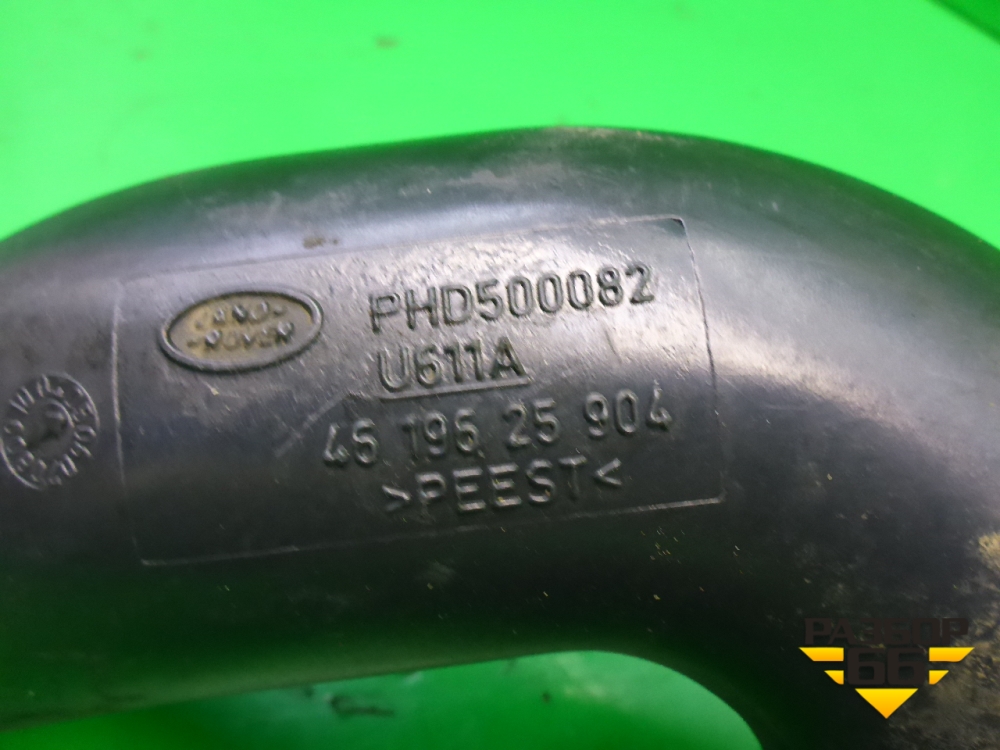 LAND-
-ROVER
PHD500082
U611A
46 196 25 904
>PEEST<
РАЗБОР
66